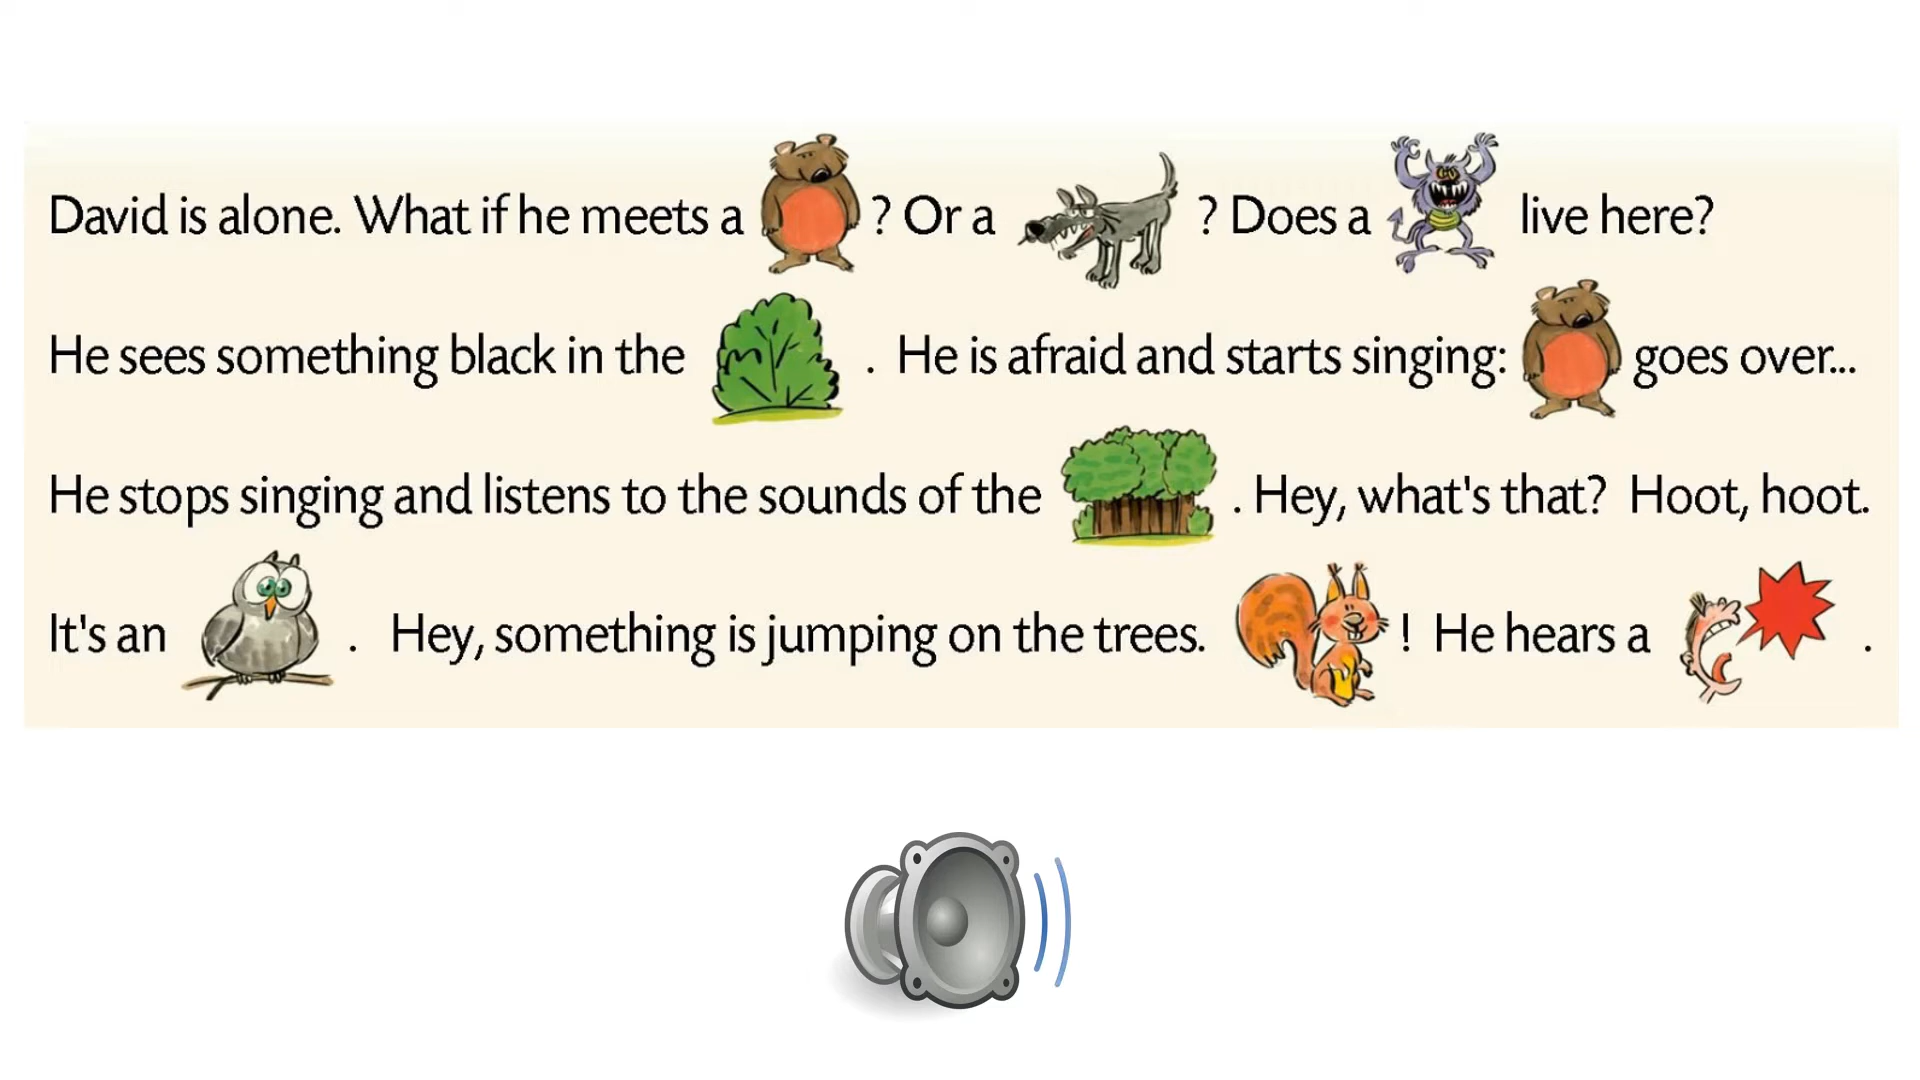 David is alone. What if he meets a ? Or a ? Does a live here?
He sees something black in the . He is afraid and starts singing: goes over...
He stops singing and listens to the sounds of the . Hey, what's that? Hoot, hoot.
It's an . Hey, something is jumping on the trees. ! He hears a .